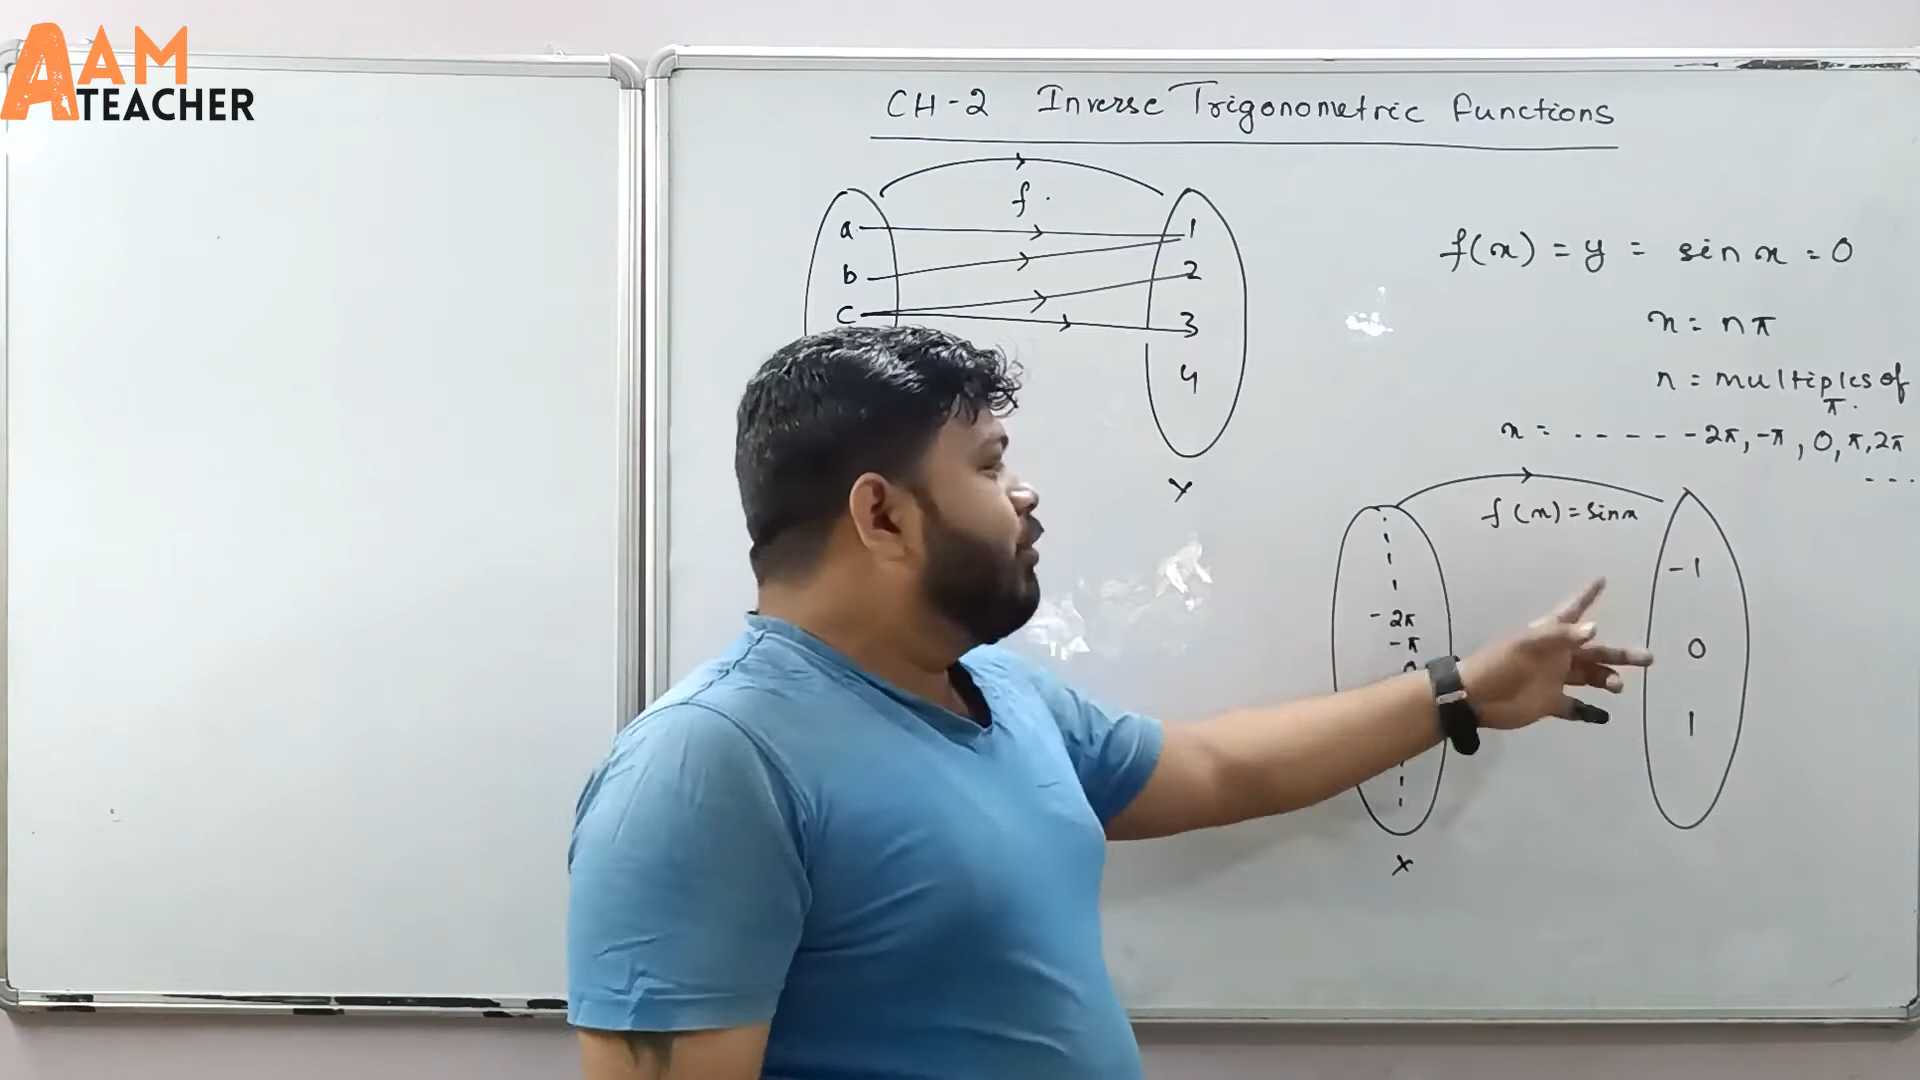 AAM
TEACHER
CH-2 Inverse Trigonometric Functions
f
a
b
c
1
2
3
4
Y
f(x) = y = sin x = 0
x = nπ
x = multiples of
π.
x = ----- -2π, -π, 0, π, 2π
...
f(x) = sin x
-2π
-π
-1
0
1
X